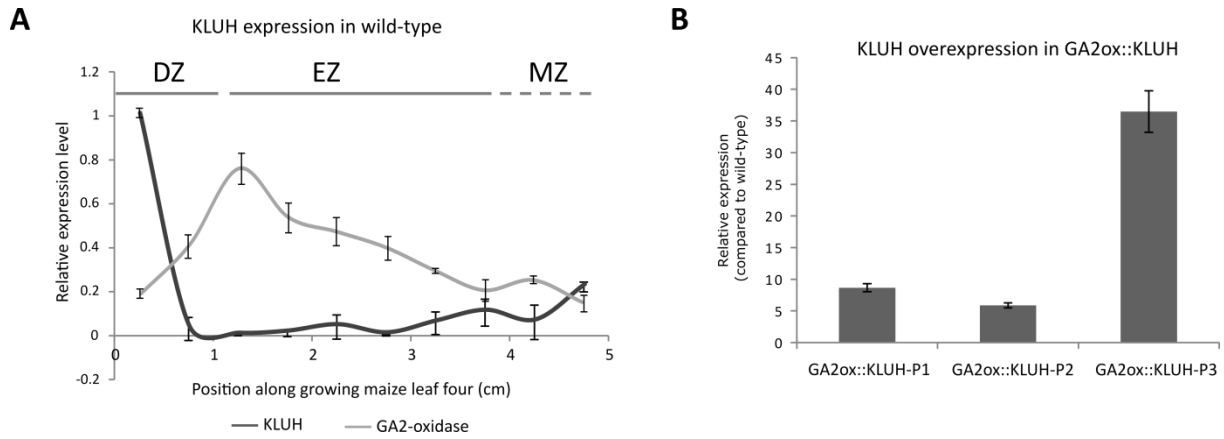 A
KLUH expression in wild-type
1.2
1
0.8
0.6
0.4
0.2
0
-0.2
Relative expression level
DZ
EZ
MZ
0
1
2
3
4
5
Position along growing maize leaf four (cm)
KLUH
GA2-oxidase
B
KLUH overexpression in GA2ox::KLUH
45
40
35
30
25
20
15
10
5
0
Relative expression
(compared to wild-type)
GA2ox::KLUH-P1
GA2ox::KLUH-P2
GA2ox::KLUH-P3